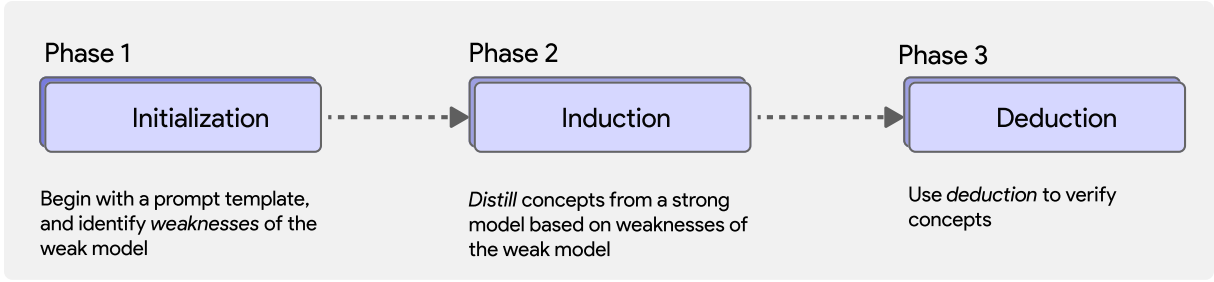 Phase 1
Initialization
Begin with a prompt template,
and identify weaknesses of the
weak model
Phase 2
Induction
Distill concepts from a strong
model based on weaknesses of
the weak model
Phase 3
Deduction
Use deduction to verify
concepts